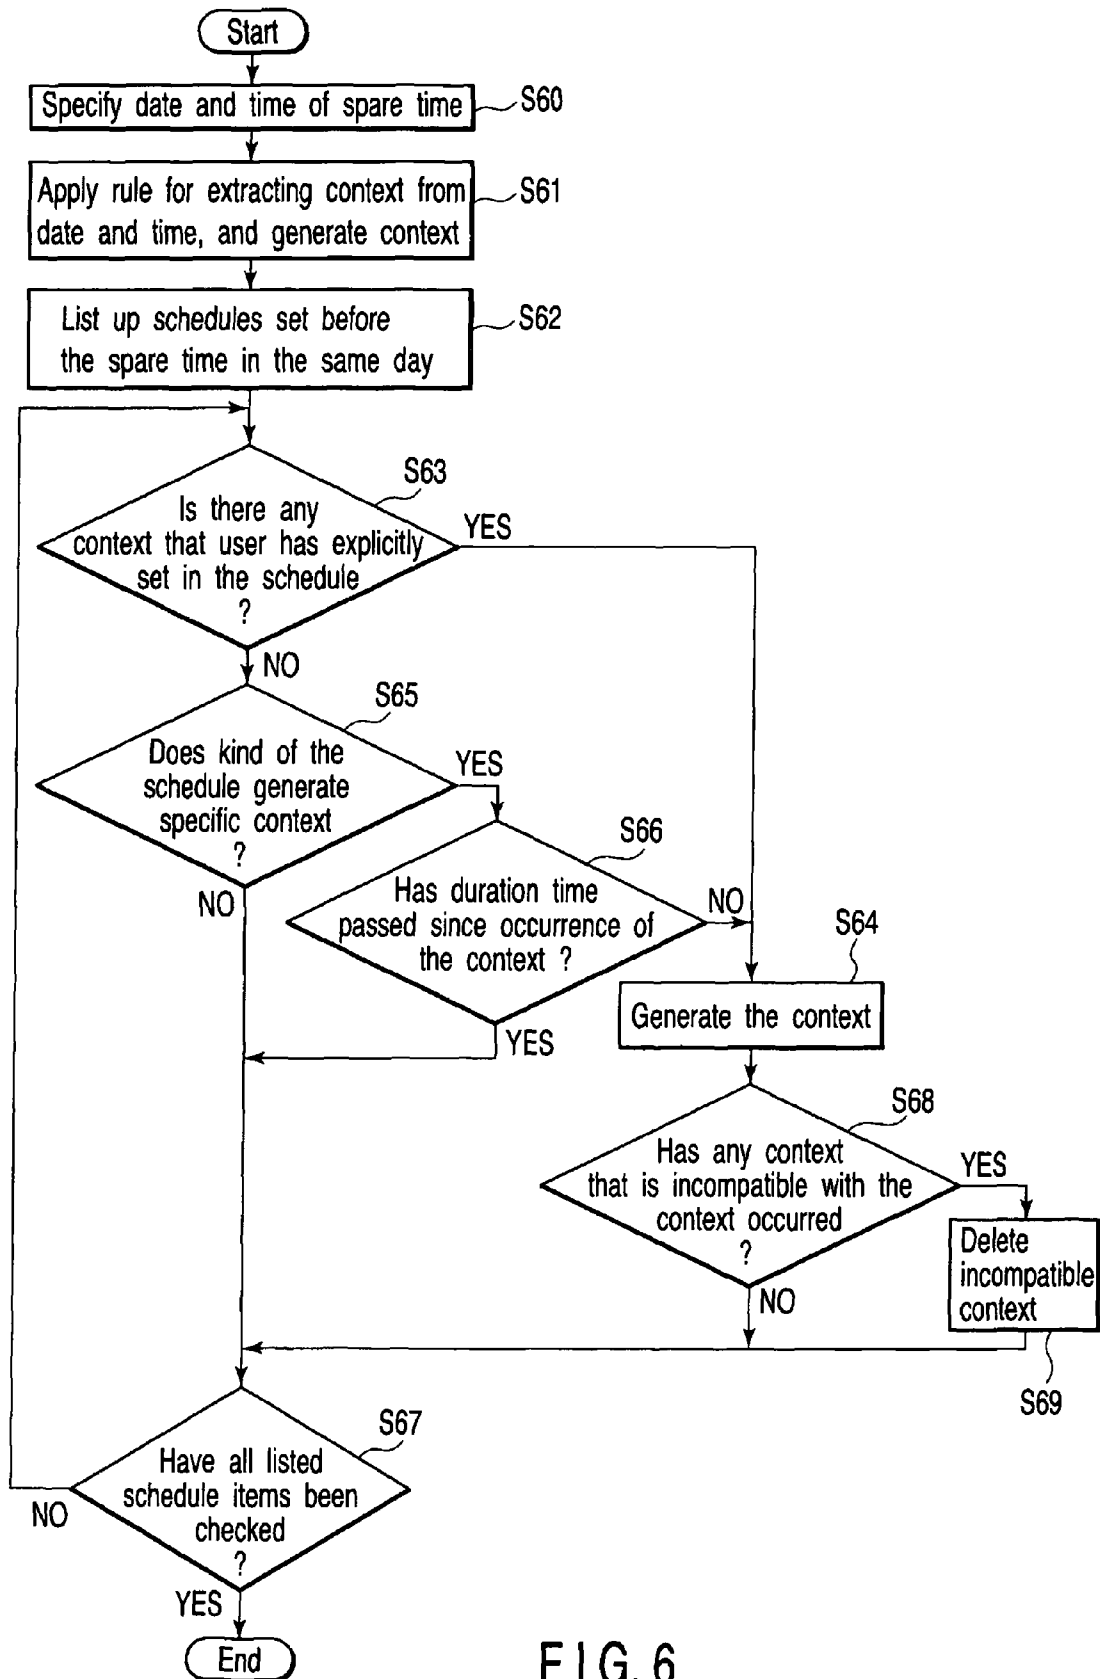 Start
Specify date and time of spare time
S60
Apply rule for extracting context from
date and time, and generate context
S61
List up schedules set before
the spare time in the same day
S62
S63
Is there any
context that user has explicitly
set in the schedule
?
YES
NO
S65
Does kind of the
schedule generate
specific context
?
YES
NO
S66
Has duration time
passed since occurrence of
the context ?
NO
YES
S64
Generate the context
S68
Has any context
that is incompatible with the
context occurred
?
YES
NO
Delete
incompatible
context
S69
S67
Have all listed
schedule items been
checked
?
NO
YES
End
FIG. 6